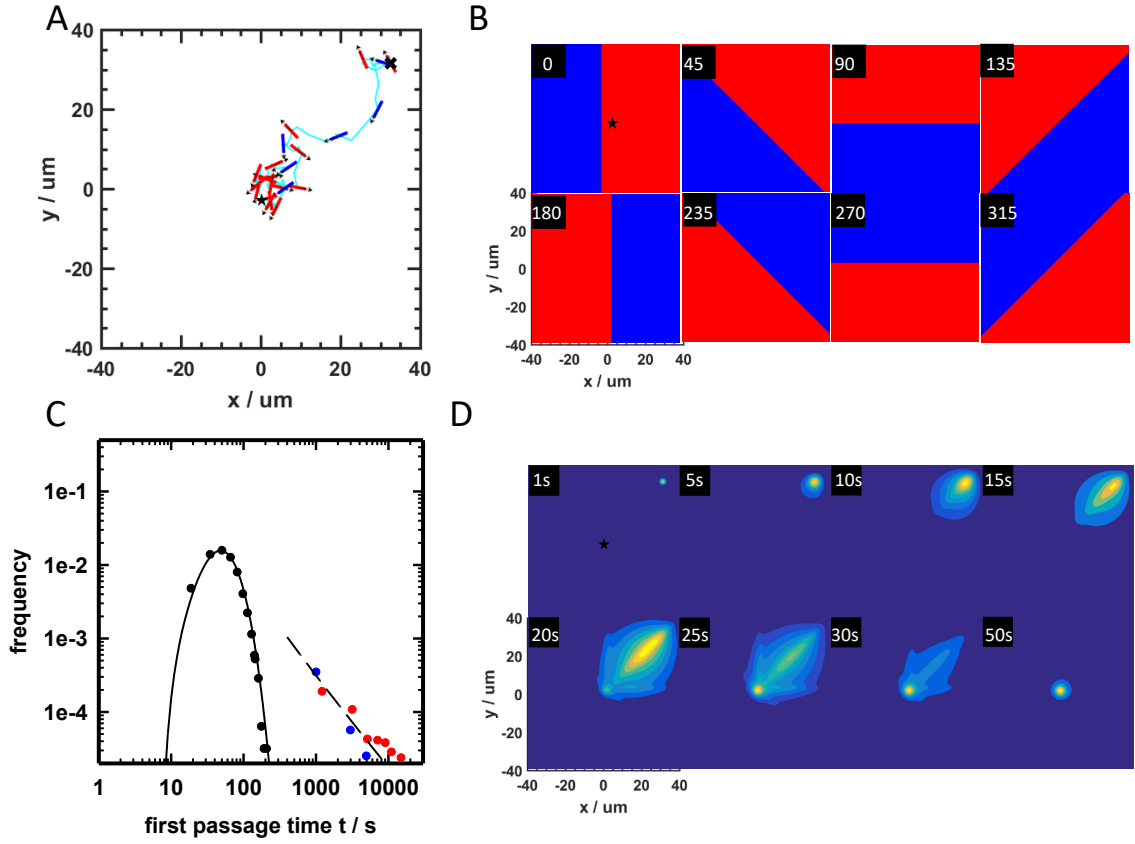 A
40
20
0
-20
-40
-40 -20 0 20 40
y / um
x / um
B
0 45 90 135
180 235 270 315
40
20
0
-20
-40
-40 -20 0 20 40
y / um
x / um
C
1e-1
1e-2
1e-3
1e-4
1 10 100 1000 10000
frequency
first passage time t / s
D
1s 5s 10s 15s
20s 25s 30s 50s
40
20
0
-20
-40
-40 -20 0 20 40
y / um
x / um